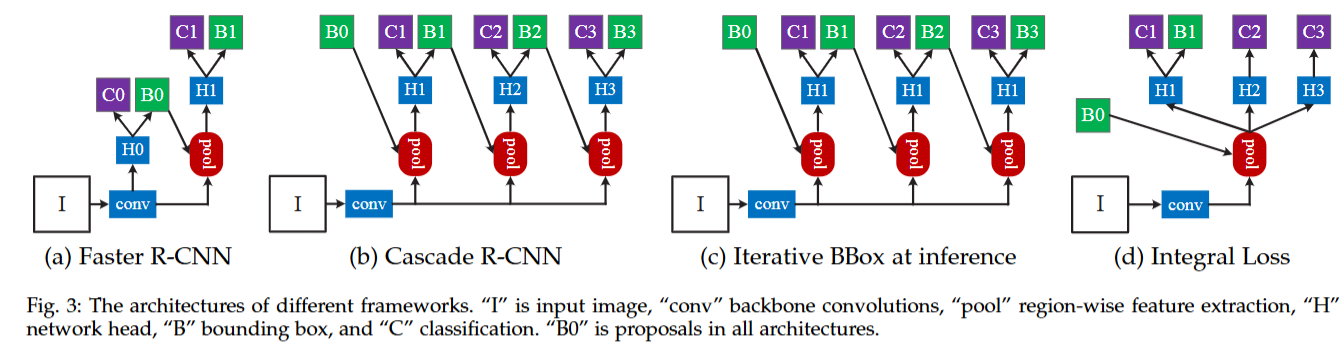 C1 B1
C0 B0
H1
H0
pool
I
conv
(a) Faster R-CNN
B0 C1 B1 C2 B2 C3 B3
H1 H2 H3
pool pool pool
I
conv
(b) Cascade R-CNN
B0 C1 B1 C2 B2 C3 B3
H1 H1 H1
pool pool pool
I
conv
(c) Iterative BBox at inference
C1 B1 C2 C3
H1 H2 H3
B0
pool
I
conv
(d) Integral Loss
Fig. 3: The architectures of different frameworks. “I” is input image, “conv” backbone convolutions, “pool” region-wise feature extraction, “H”
network head, “B” bounding box, and “C” classification. “B0” is proposals in all architectures.